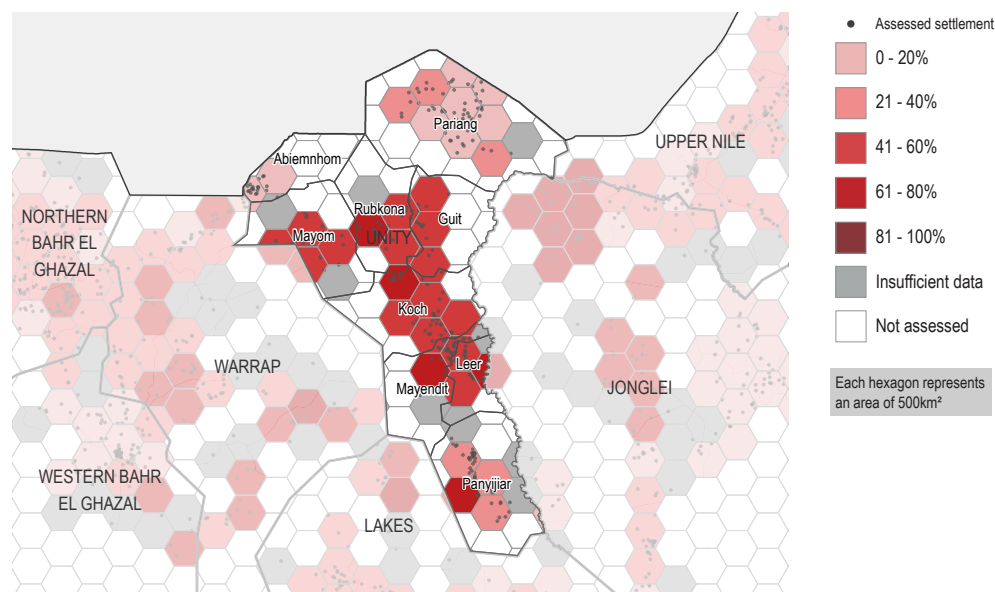 Assessed settlement
0 - 20%
21 - 40%
41 - 60%
61 - 80%
81 - 100%
Insufficient data
Not assessed
Each hexagon represents
an area of 500km²
Pariang
UPPER NILE
Abiemnhom
Rubkona
Guit
NORTHERN
BAHR EL
GHAZAL
Mayom
UNITY
Koch
WARRAP
Leer
Mayendit
JONGLEI
WESTERN BAHR
EL GHAZAL
Panyijiar
LAKES